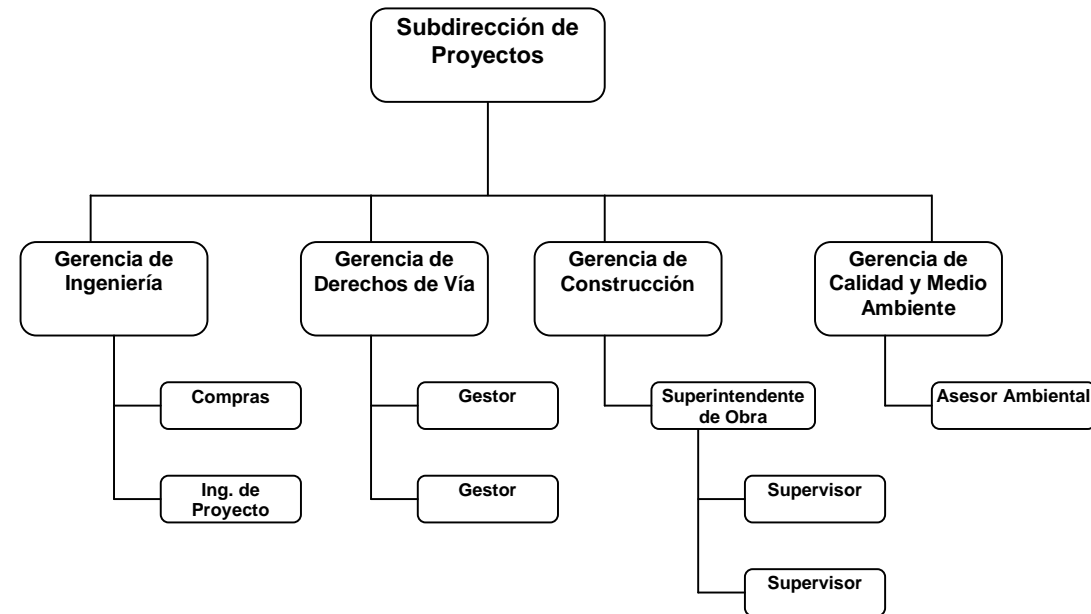 Subdirección de
Proyectos
Gerencia de
Ingeniería
Gerencia de
Derechos de Vía
Gerencia de
Construcción
Gerencia de
Calidad y Medio
Ambiente
Compras
Gestor
Superintendente
de Obra
Asesor Ambiental
Ing. de
Proyecto
Gestor
Supervisor
Supervisor